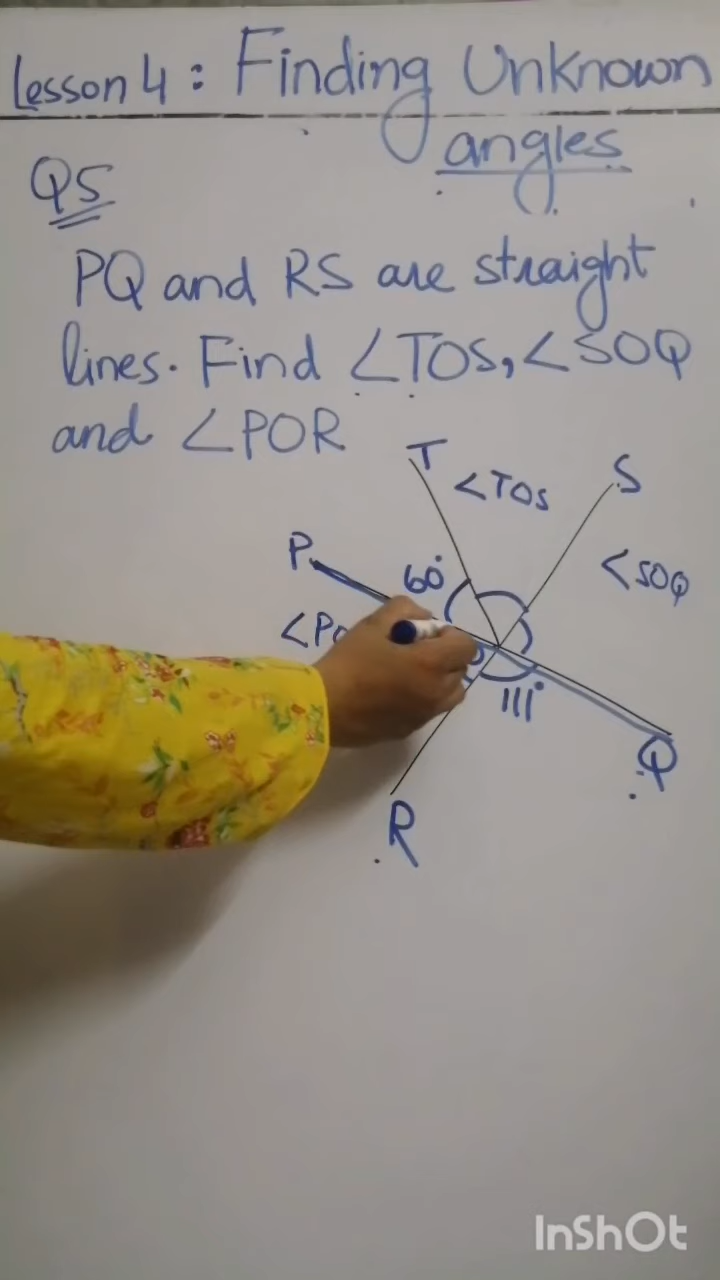 Lesson 4 : Finding Unknown
angles
Q5
PQ and RS are straight
lines. Find ∠TOS, ∠SOQ
and ∠POR
T
∠TOS
S
P
60°
∠SOQ
111°
Q
R
InShOt